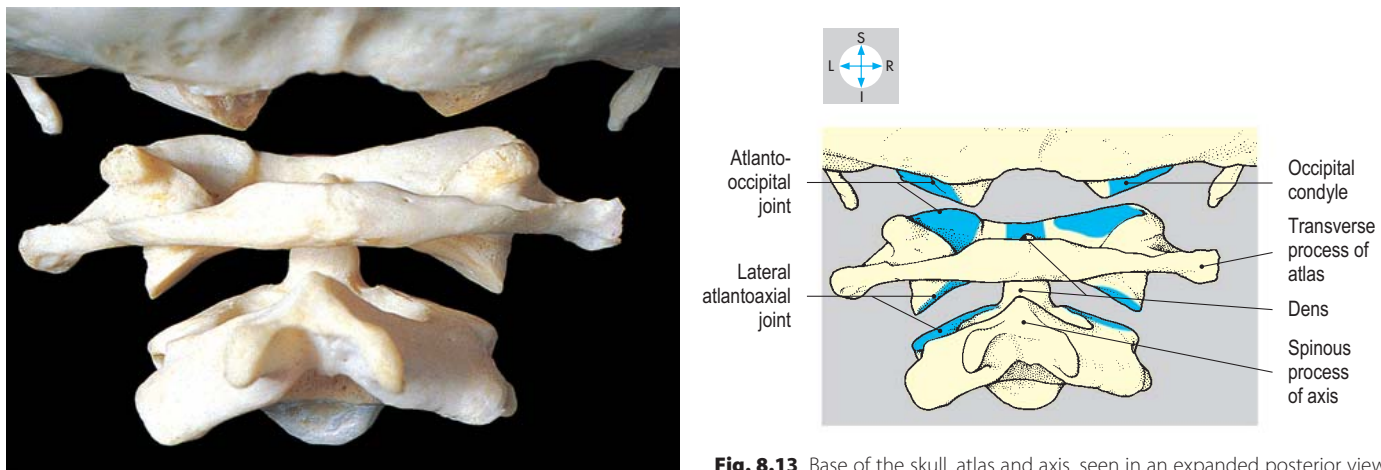 S
L R
I
Atlanto-
occipital
joint
Lateral
atlantoaxial
joint
Occipital
condyle
Transverse
process of
atlas
Dens
Spinous
process
of axis
Fig. 8.13 Base of the skull, atlas and axis, seen in an expanded posterior view